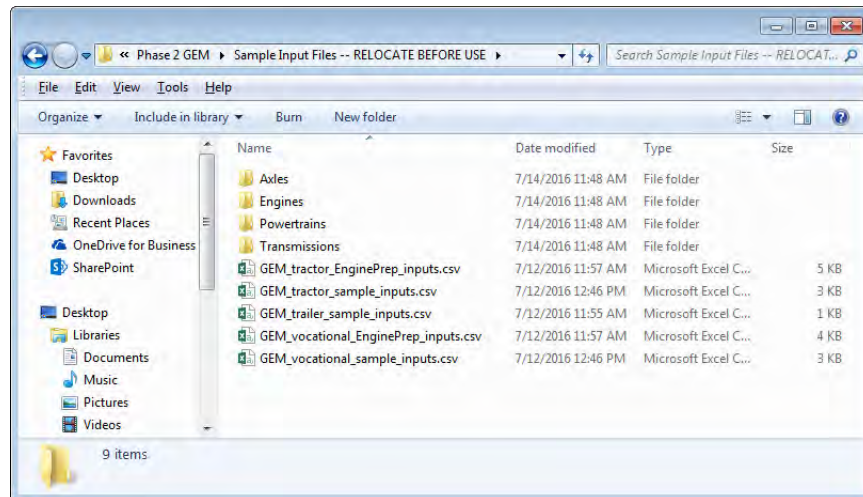 « Phase 2 GEM ▸ Sample Input Files -- RELOCATE BEFORE USE ▸ Search Sample Input Files -- RELOCAT...
File Edit View Tools Help
Organize Include in library Burn New folder
Name Date modified Type Size
Favorites
Desktop
Downloads
Recent Places
OneDrive for Business
SharePoint
Desktop
Libraries
Documents
Music
Pictures
Videos
Axles 7/14/2016 11:48 AM File folder
Engines 7/14/2016 11:48 AM File folder
Powertrains 7/14/2016 11:48 AM File folder
Transmissions 7/14/2016 11:48 AM File folder
GEM_tractor_EnginePrep_inputs.csv 7/12/2016 11:57 AM Microsoft Excel C... 5 KB
GEM_tractor_sample_inputs.csv 7/12/2016 12:46 PM Microsoft Excel C... 3 KB
GEM_trailer_sample_inputs.csv 7/12/2016 11:55 AM Microsoft Excel C... 1 KB
GEM_vocational_EnginePrep_inputs.csv 7/12/2016 11:57 AM Microsoft Excel C... 4 KB
GEM_vocational_sample_inputs.csv 7/12/2016 12:46 PM Microsoft Excel C... 3 KB
9 items